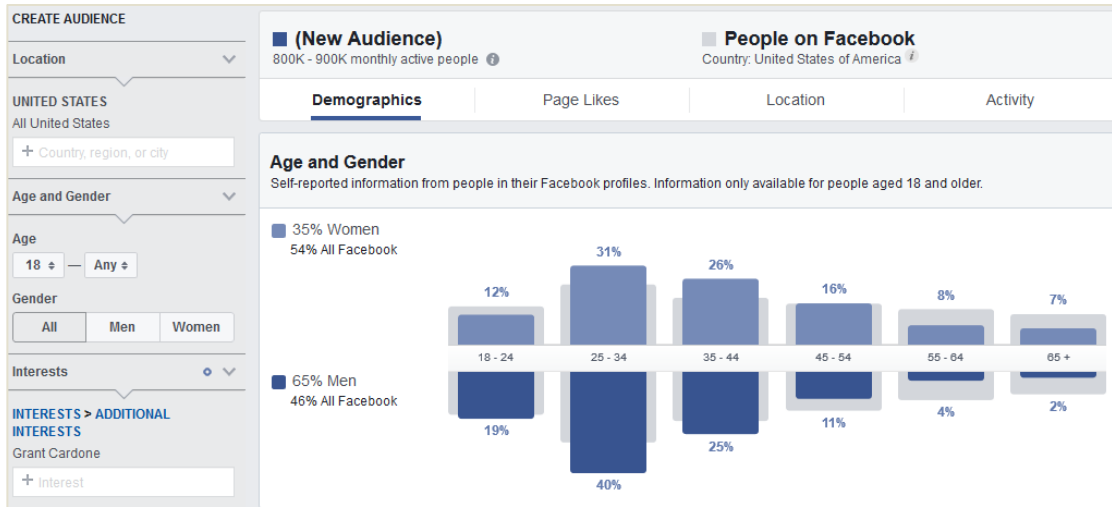 CREATE AUDIENCE
Location
UNITED STATES
All United States
+ Country, region, or city
Age and Gender
Age
18 — Any
Gender
All Men Women
Interests
INTERESTS > ADDITIONAL
INTERESTS
Grant Cardone
+ Interest
(New Audience)
800K - 900K monthly active people i
People on Facebook
Country: United States of America i
Demographics Page Likes Location Activity
Age and Gender
Self-reported information from people in their Facebook profiles. Information only available for people aged 18 and older.
35% Women
54% All Facebook
12% 31% 26% 16% 8% 7%
18 - 24 25 - 34 35 - 44 45 - 54 55 - 64 65 +
65% Men
46% All Facebook
19% 40% 25% 11% 4% 2%